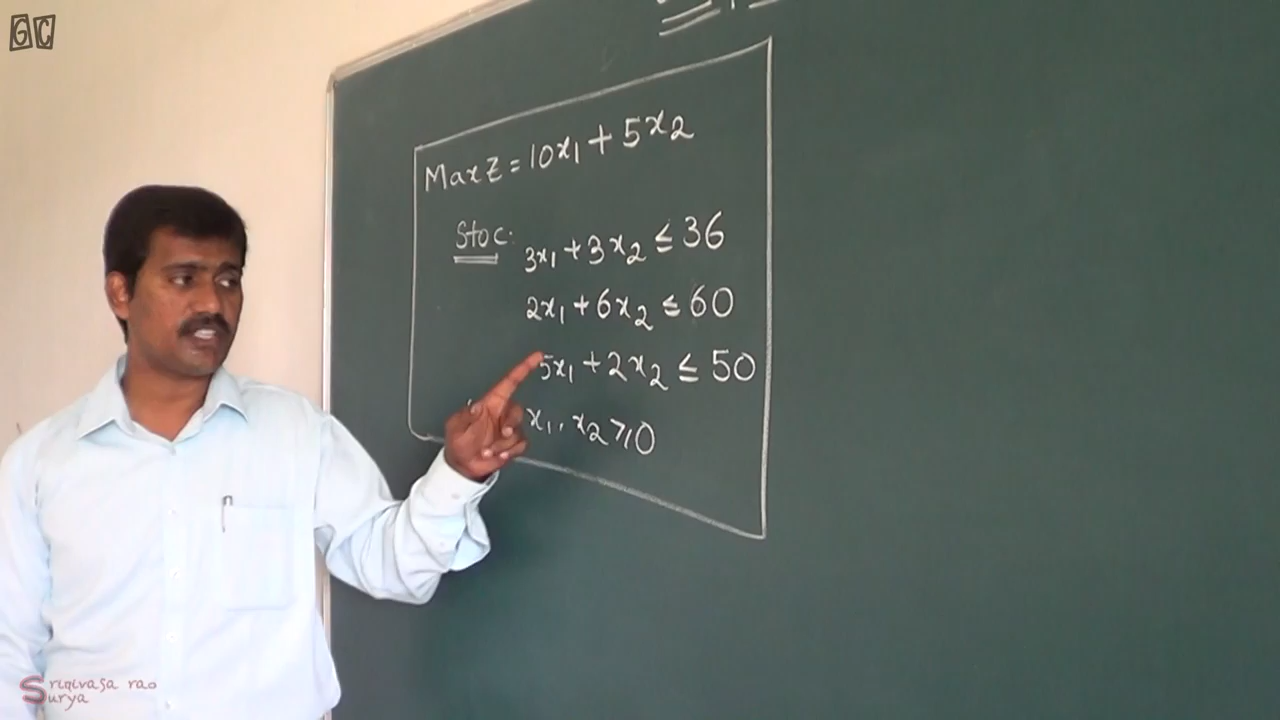 GC
Max Z = 10x₁ + 5x₂
Stoc:
3x₁ + 3x₂ ≤ 36
2x₁ + 6x₂ ≤ 60
5x₁ + 2x₂ ≤ 50
x₁, x₂ ≥ 0
Srinivasa rao
Surya